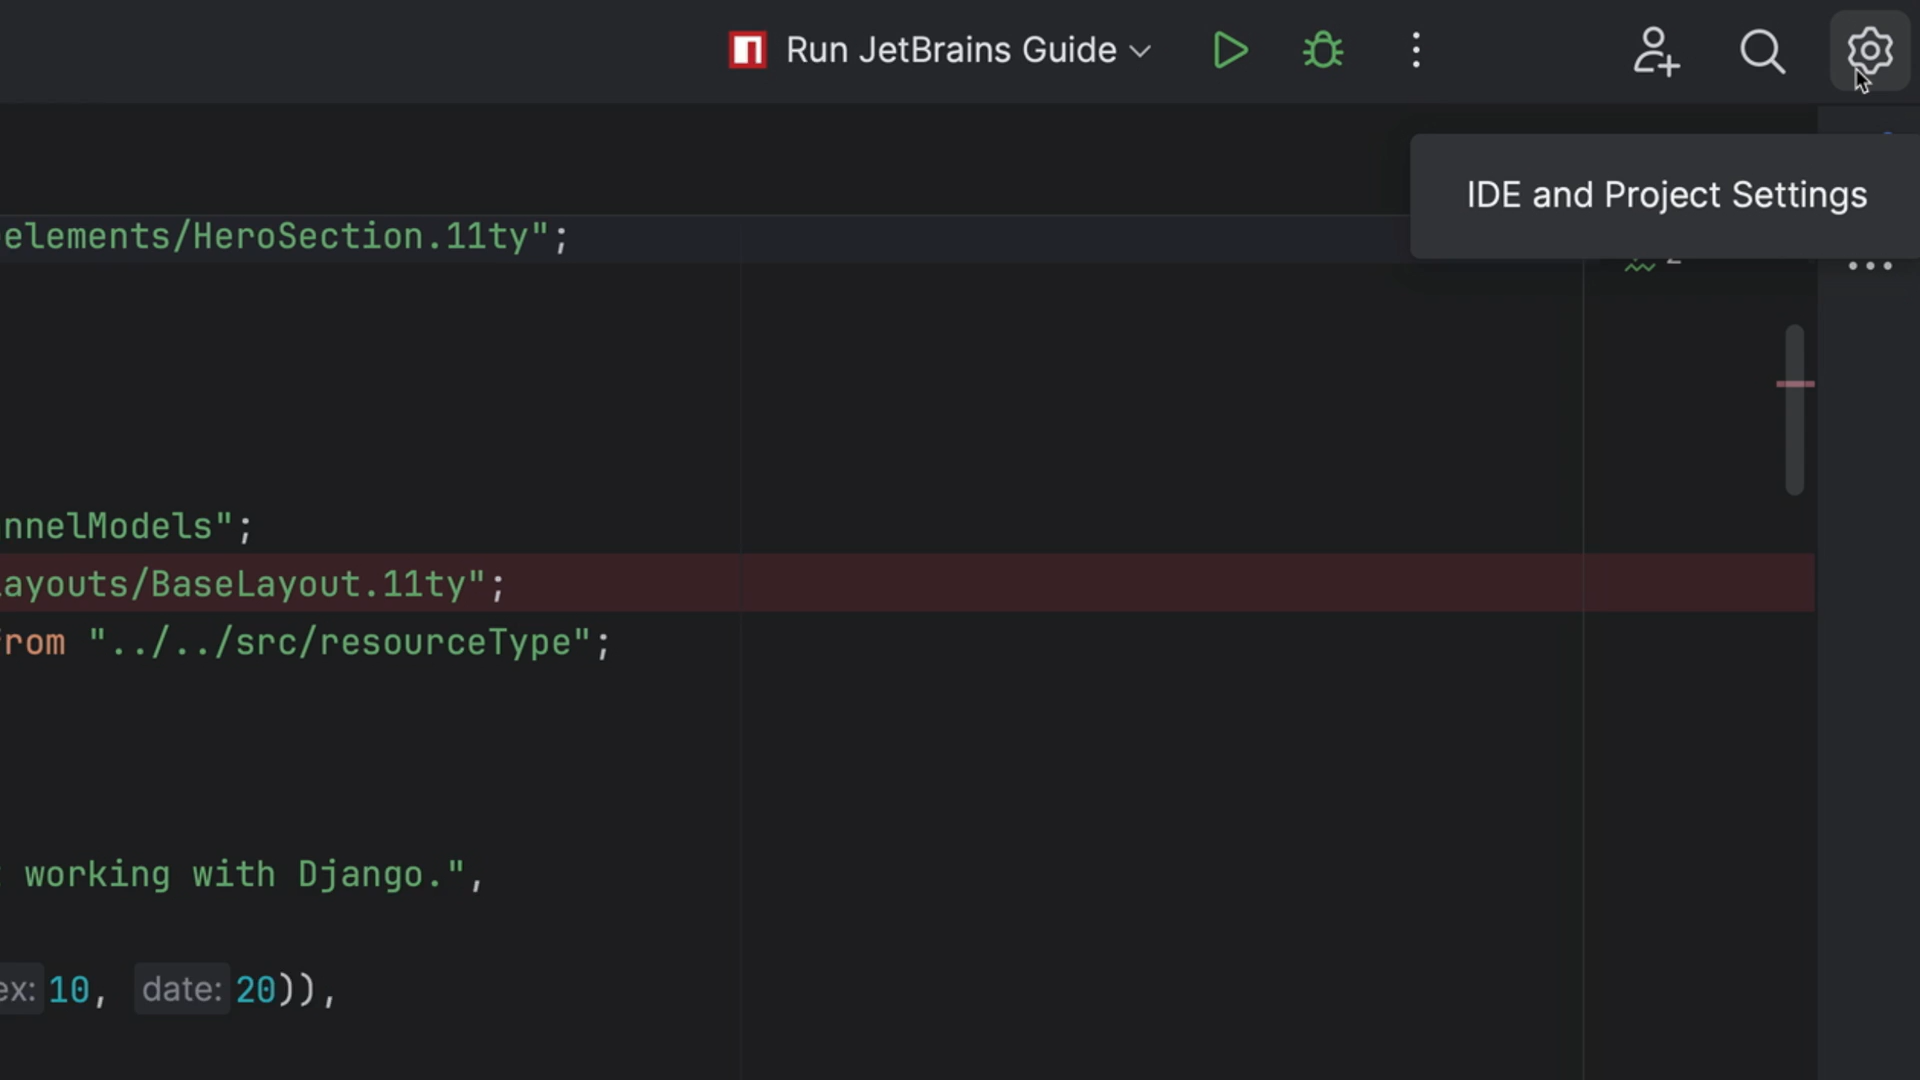 Run JetBrains Guide
IDE and Project Settings
elements/HeroSection.11ty";
nnelModels";
ayouts/BaseLayout.11ty";
rom "../../src/resourceType";
working with Django.",
ex: 10, date: 20)),